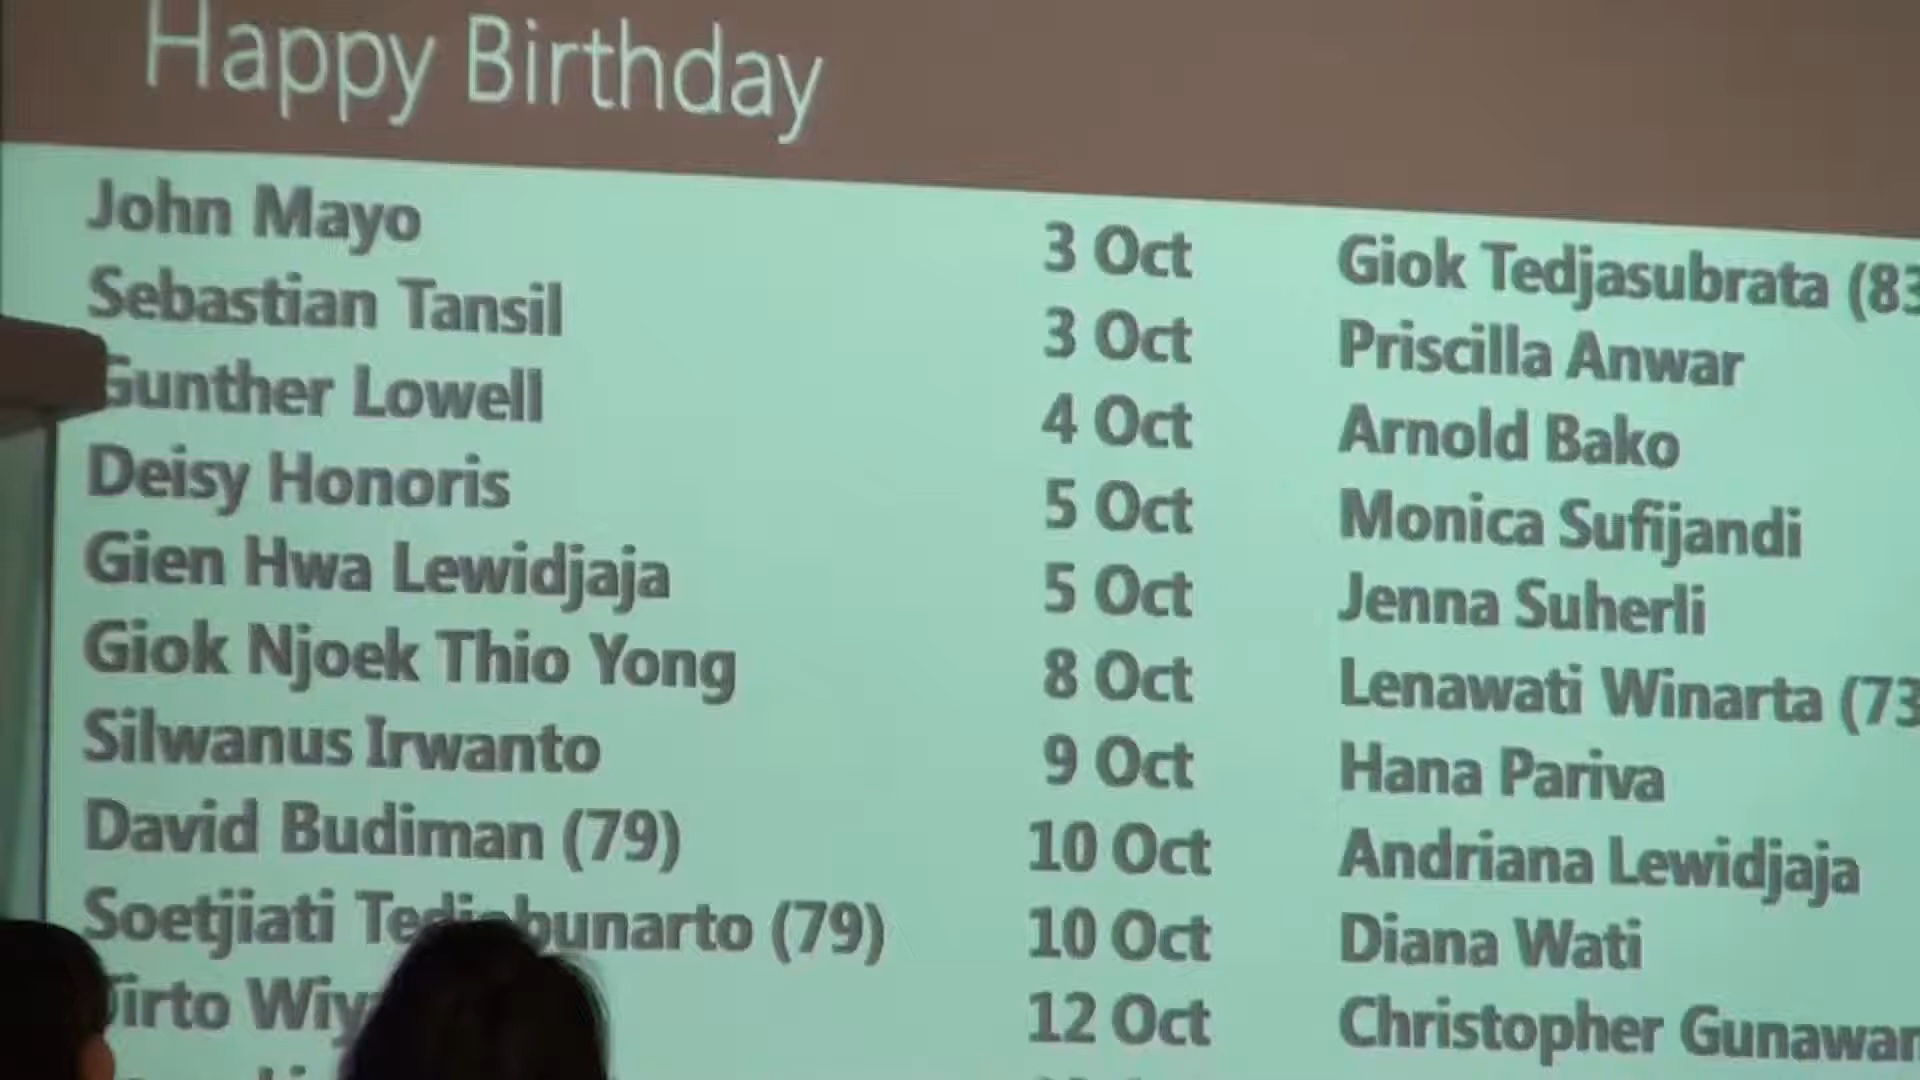 Happy Birthday
John Mayo 3 Oct
Sebastian Tansil 3 Oct
Gunther Lowell 4 Oct
Deisy Honoris 5 Oct
Gien Hwa Lewidjaja 5 Oct
Giok Njoek Thio Yong 8 Oct
Silwanus Irwanto 9 Oct
David Budiman (79) 10 Oct
Soetjiati (79) 10 Oct
Tirto 12 Oct
Giok Tedjasubrata (83
Priscilla Anwar
Arnold Bako
Monica Sufijandi
Jenna Suherli
Lenawati Winarta (73
Hana Pariva
Andriana Lewidjaja
Diana Wati
Christopher Gunawan